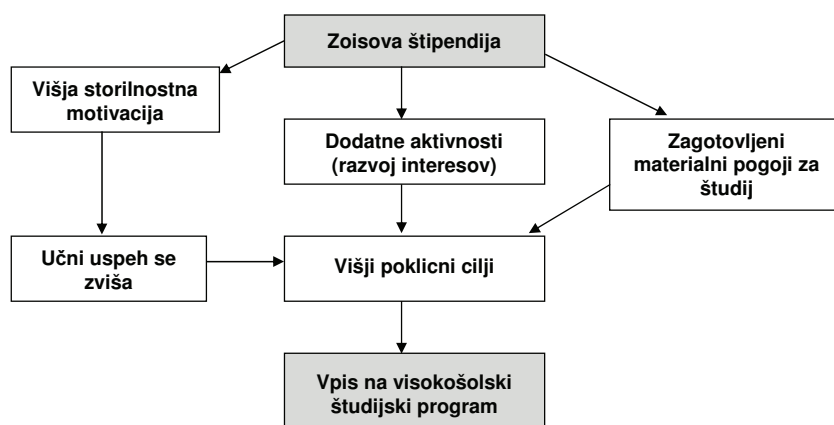 Zoisova štipendija
Višja storilnostna
motivacija
Dodatne aktivnosti
(razvoj interesov)
Zagotovljeni
materialni pogoji za
študij
Učni uspeh se
zviša
Višji poklicni cilji
Vpis na visokošolski
študijski program